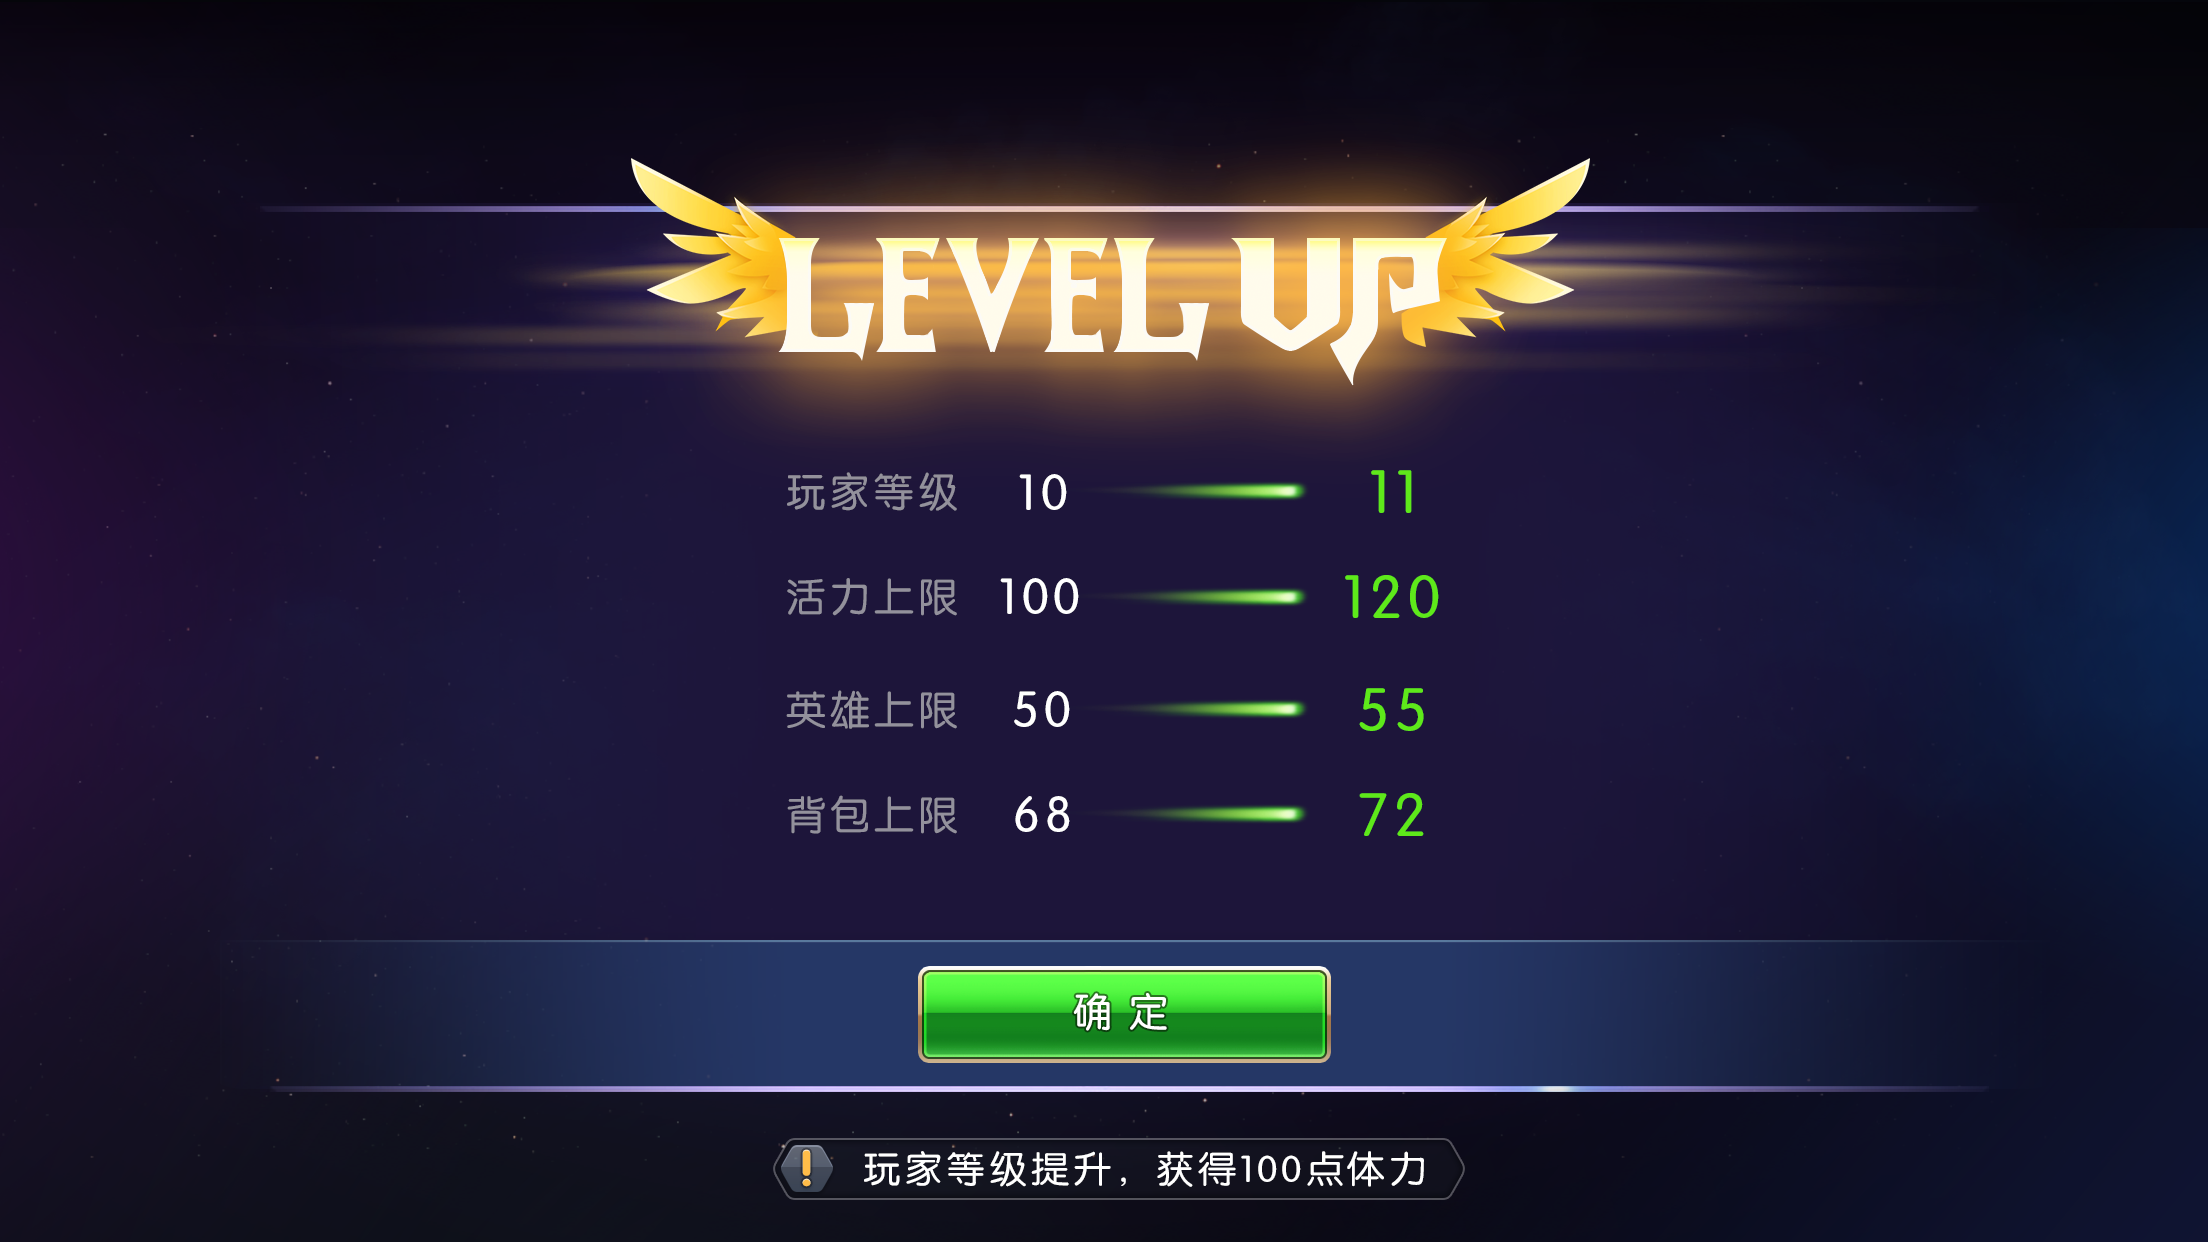 LEVEL UP
玩家等级 10 11
活力上限 100 120
英雄上限 50 55
背包上限 68 72
确定
玩家等级提升，获得100点体力